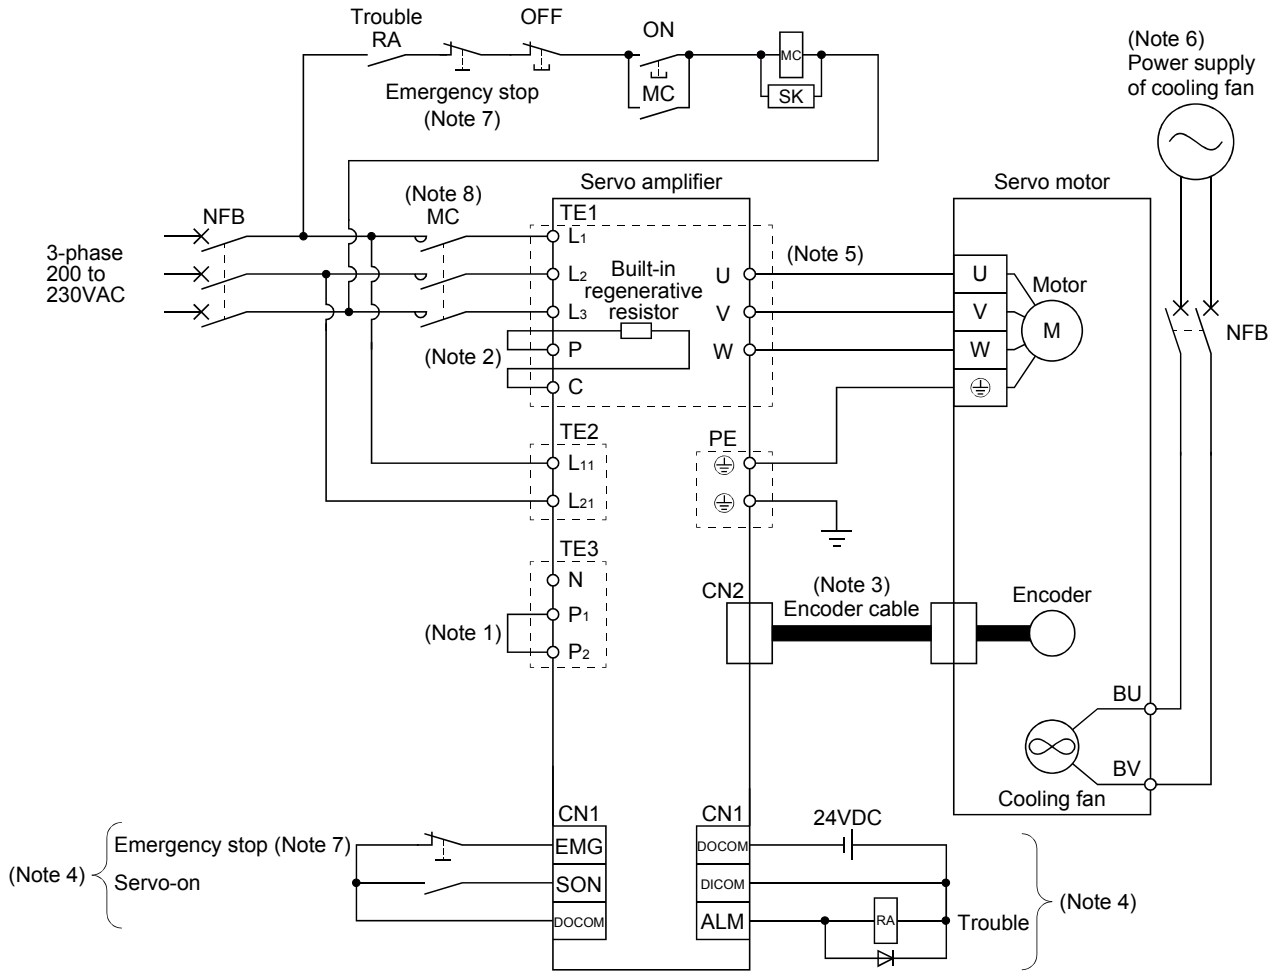 Trouble
RA
OFF
ON
MC
SK
MC
Emergency stop
(Note 7)
(Note 6)
Power supply
of cooling fan
NFB
(Note 8)
MC
3-phase
200 to
230VAC
Servo amplifier
Servo motor
TE1
L1
L2
L3
P
C
Built-in
regenerative
resistor
(Note 2)
U
V
W
(Note 5)
U
V
W
Motor
M
NFB
TE2
L11
L21
PE
TE3
N
P1
P2
(Note 1)
CN2
(Note 3)
Encoder cable
Encoder
BU
BV
Cooling fan
(Note 4)
Emergency stop (Note 7)
Servo-on
CN1
EMG
SON
DOCOM
CN1
DOCOM
DICOM
ALM
24VDC
RA
Trouble
(Note 4)